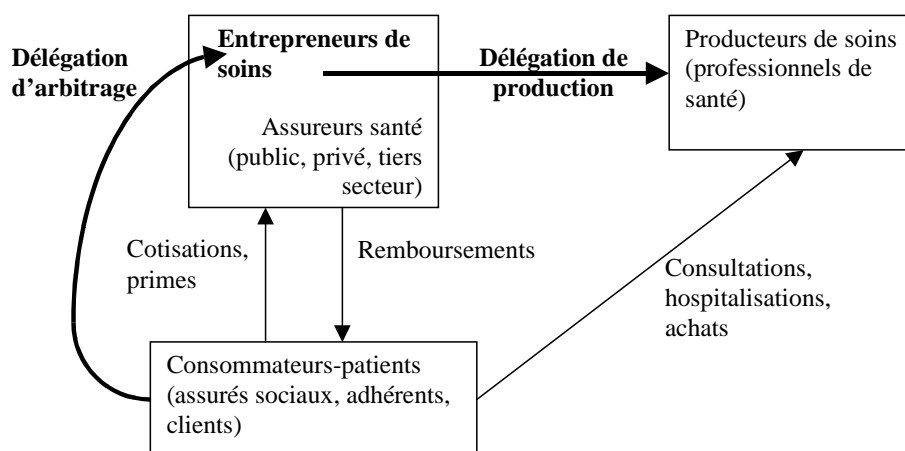 Délégation
d'arbitrage
Entrepreneurs de
soins
Assureurs santé
(public, privé, tiers
secteur)
Délégation de
production
Producteurs de soins
(professionnels de
santé)
Cotisations,
primes
Remboursements
Consultations,
hospitalisations,
achats
Consommateurs-patients
(assurés sociaux, adhérents,
clients)